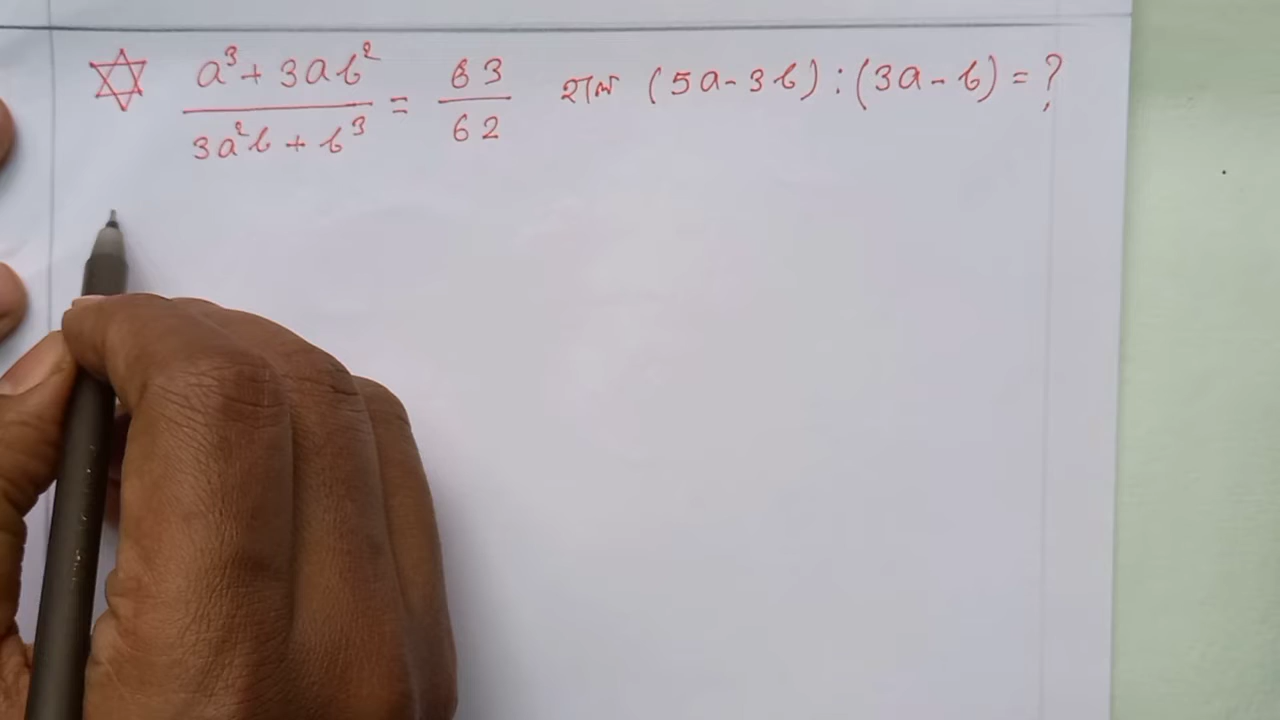 ✡ a³ + 3ab² / 3a²b + b³ = 63 / 62 হলে (5a - 3b) : (3a - b) = ?